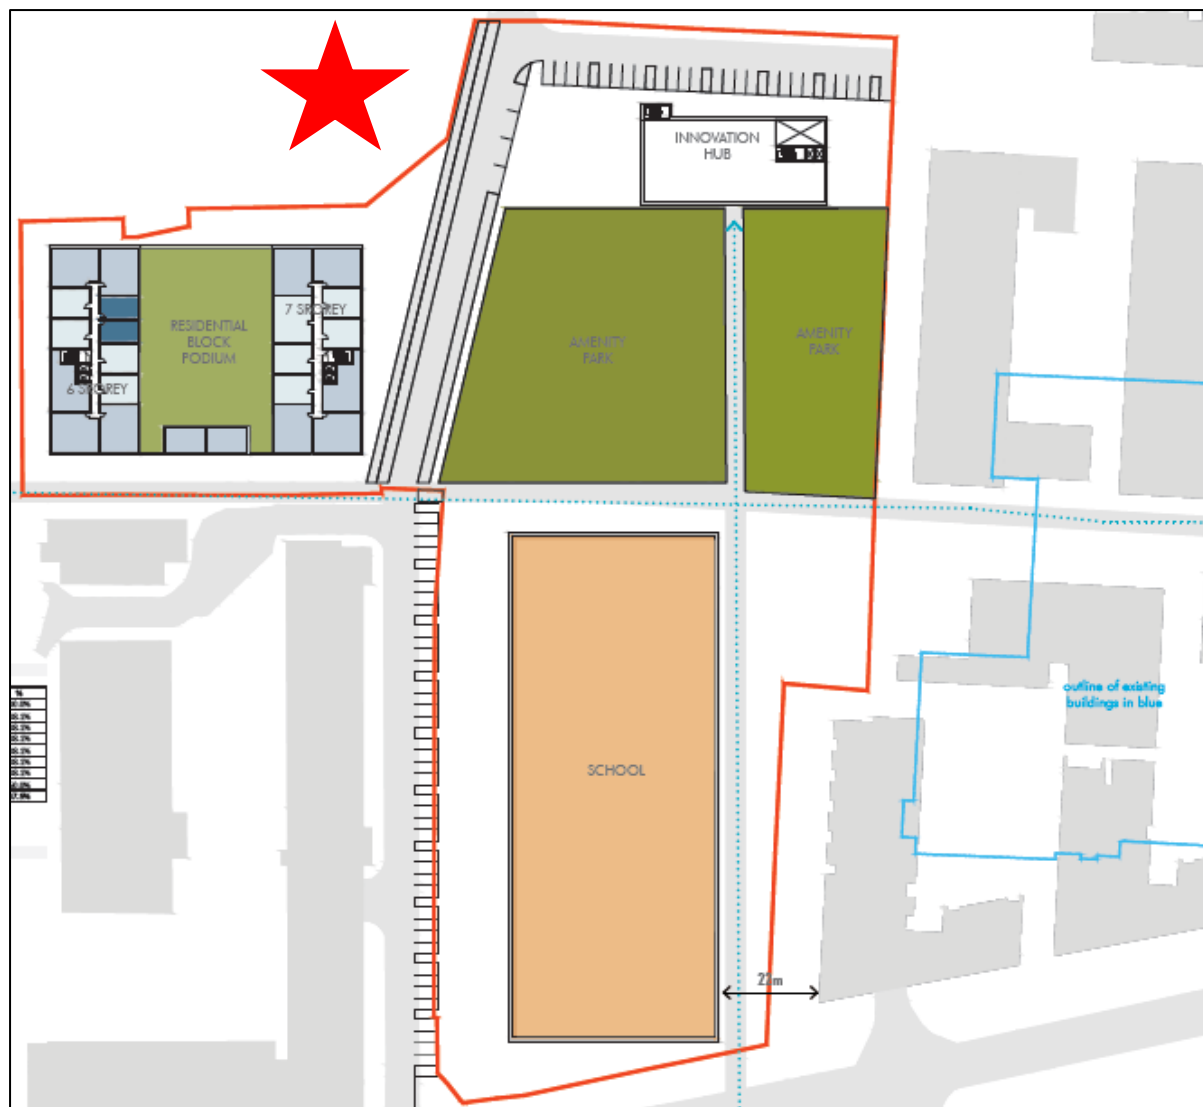 INNOVATION
HUB
7 STOREY
RESIDENTIAL
BLOCK
PODIUM
6 STOREY
AMENITY
PARK
AMENITY
PARK
outline of existing
buildings in blue
%
SCHOOL